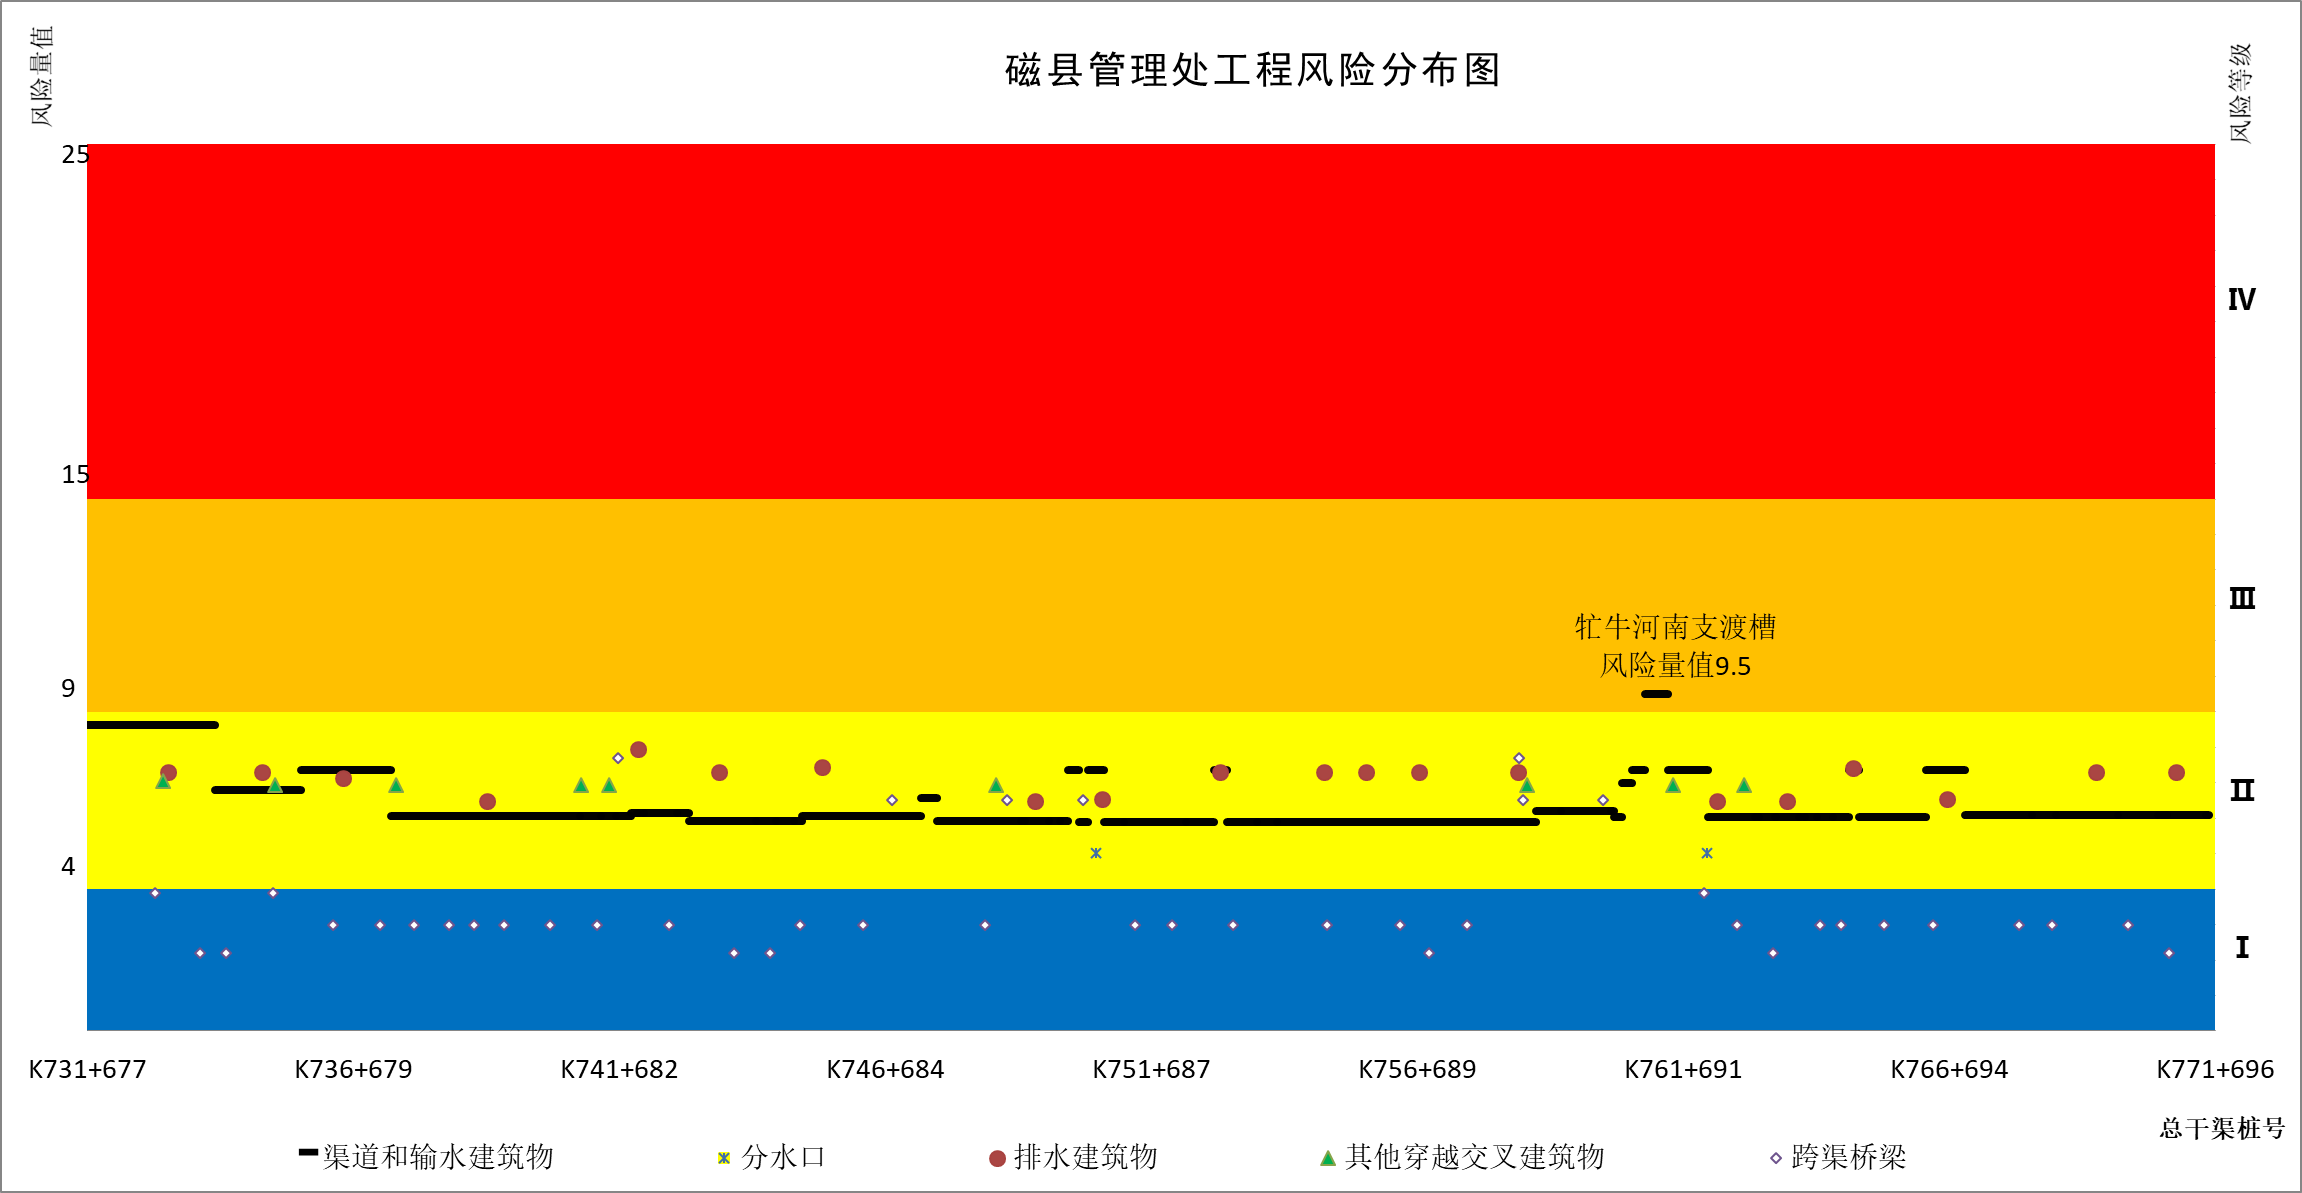 磁县管理处工程风险分布图
风险量值
风险等级
25
15
9
4
Ⅳ
Ⅲ
Ⅱ
Ⅰ
牤牛河南支渡槽
风险量值9.5
K731+677 K736+679 K741+682 K746+684 K751+687 K756+689 K761+691 K766+694 K771+696
总干渠桩号
渠道和输水建筑物 分水口 排水建筑物 其他穿越交叉建筑物 跨渠桥梁